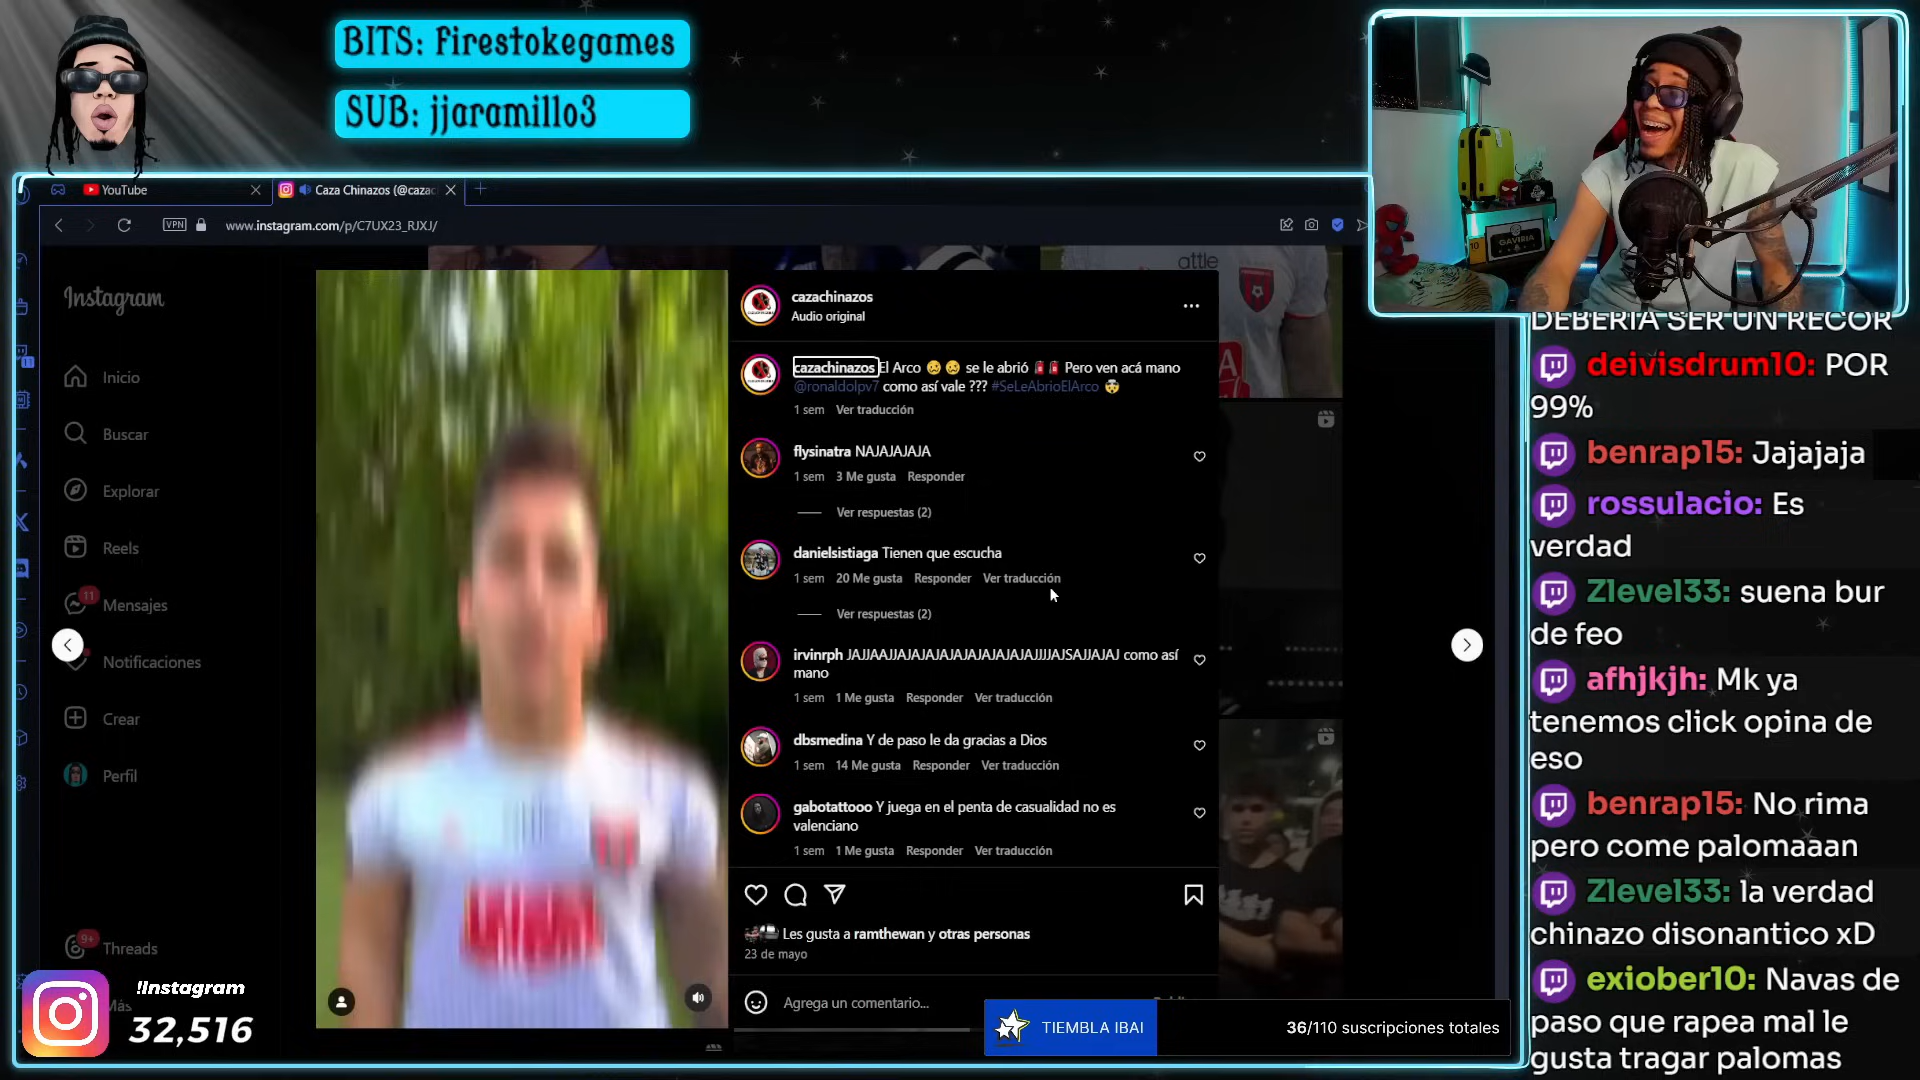 BITS: firestokegames
SUB: jjaramillo3
YouTube
Caza Chinazos (@cazac
VPN
www.instagram.com/p/C7UX23_RJXJ/
Instagram
Inicio
Buscar
Explorar
Reels
11
Mensajes
Notificaciones
Crear
Perfil
9+
Threads
Más
!Instagram
32,516
attle
cazachinazos
Audio original
cazachinazos El Arco 😢 😢 se le abrió 🚨🚨 Pero ven acá mano
@ronaldolpv7 como así vale ??? #SeLeAbrioElArco 🤯
1 sem Ver traducción
flysinatra NAJAJAJAJA
1 sem 3 Me gusta Responder
Ver respuestas (2)
danielsistiaga Tienen que escucha
1 sem 20 Me gusta Responder Ver traducción
Ver respuestas (2)
irvinrph JAJJAAJJAJAJAJAJAJAJAJAJAJAJJJJAJSAJJAJAJ como así
mano
1 sem 1 Me gusta Responder Ver traducción
dbsmedina Y de paso le da gracias a Dios
1 sem 14 Me gusta Responder Ver traducción
gabotattooo Y juega en el penta de casualidad no es
valenciano
1 sem 1 Me gusta Responder Ver traducción
Les gusta a ramthewan y otras personas
23 de mayo
Agrega un comentario...
TIEMBLA IBAI
36/110 suscripciones totales
GAVIRIA
DEBERIA SER UN RECOR
deivisdrum10: POR
99%
benrap15: Jajajaja
rossulacio: Es
verdad
Zlevel33: suena bur
de feo
afhjkjh: Mk ya
tenemos click opina de
eso
benrap15: No rima
pero come palomaaan
Zlevel33: la verdad
chinazo disonantico xD
exiober10: Navas de
paso que rapea mal le
gusta tragar palomas